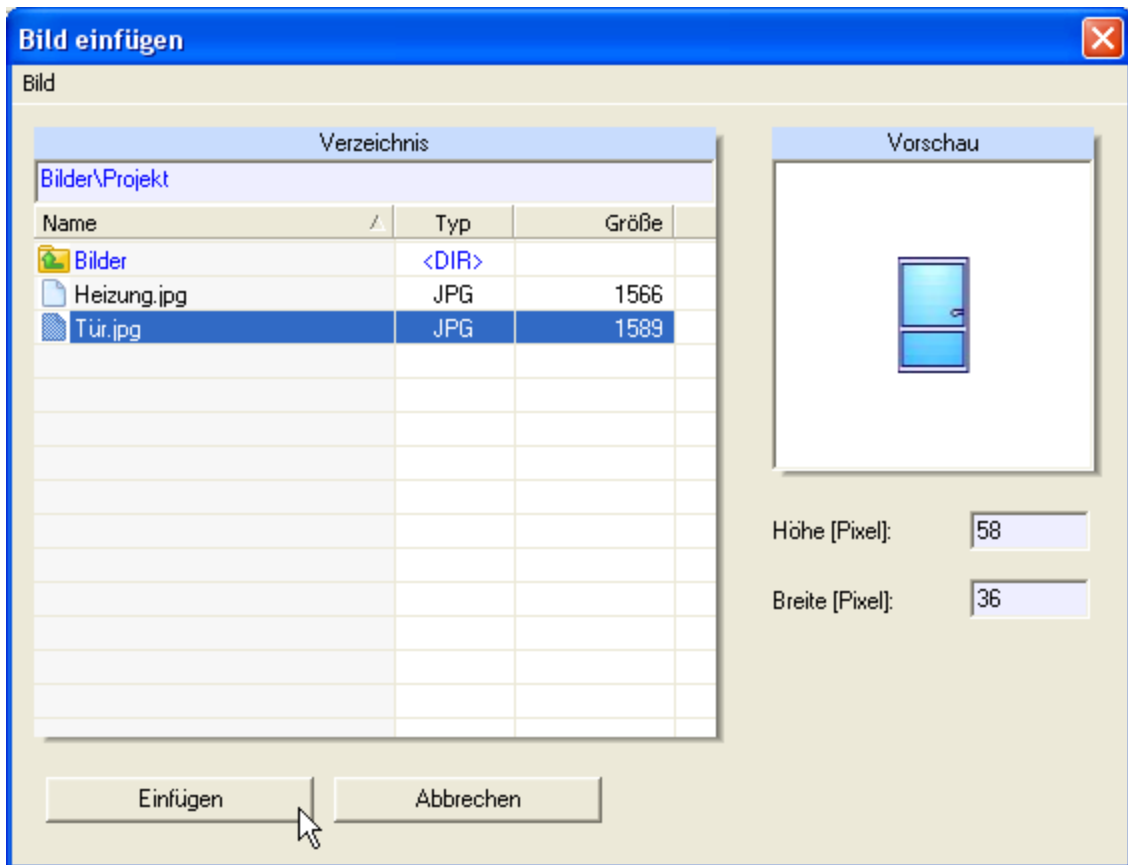 Bild einfügen
Bild
Verzeichnis
Bilder\Projekt
Name Typ Größe
Bilder <DIR>
Heizung.jpg JPG 1566
Tür.jpg JPG 1589
Vorschau
Höhe [Pixel]: 58
Breite [Pixel]: 36
Einfügen Abbrechen